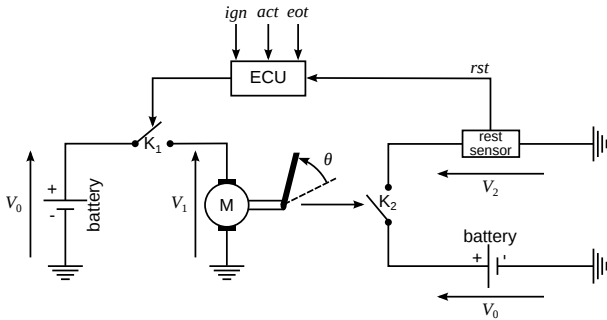 ign act eot
ECU
rst
K1
rest
sensor
θ
V2
+
-
battery
V0
V1
M
K2
battery
+ '
V0